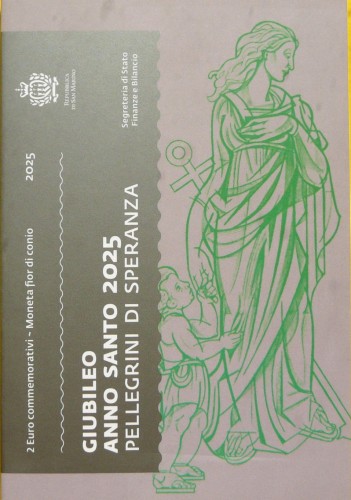 REPUBBLICA
DI SAN MARINO
Segreteria di Stato
Finanze e Bilancio
2 Euro commemorativi - Moneta fior di conio
2025
GIUBILEO
ANNO SANTO 2025
PELLEGRINI DI SPERANZA